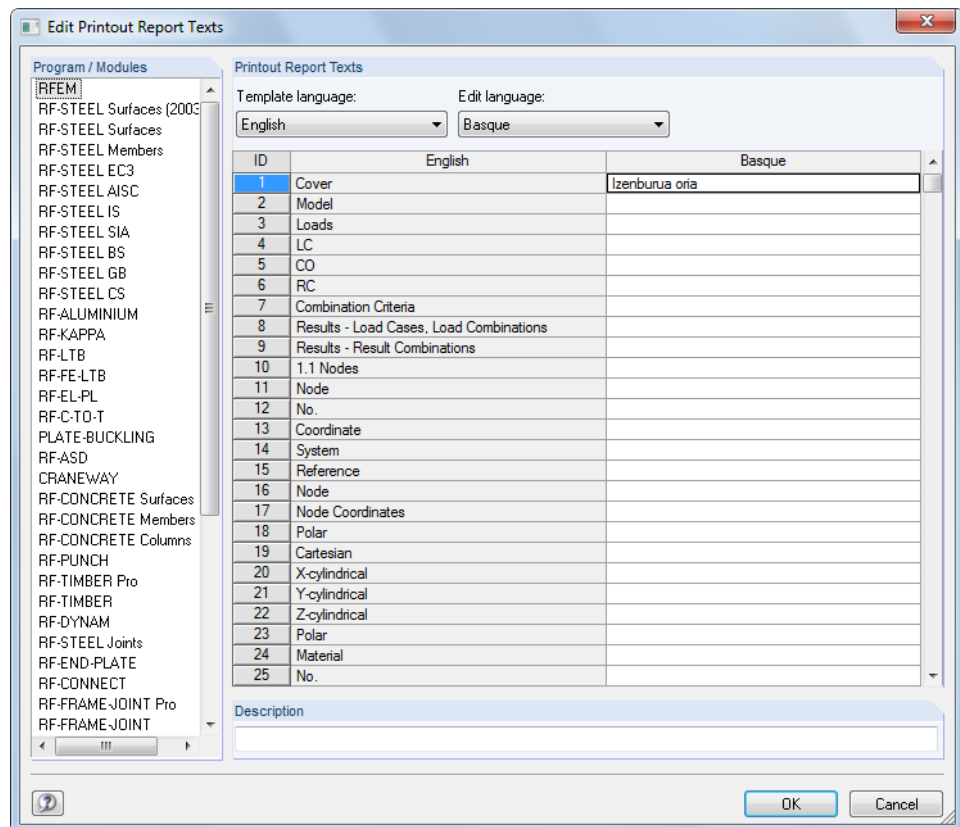 Edit Printout Report Texts
Program / Modules
RFEM
RF-STEEL Surfaces (2003
RF-STEEL Surfaces
RF-STEEL Members
RF-STEEL EC3
RF-STEEL AISC
RF-STEEL IS
RF-STEEL SIA
RF-STEEL BS
RF-STEEL GB
RF-STEEL CS
RF-ALUMINIUM
RF-KAPPA
RF-LTB
RF-FE-LTB
RF-EL-PL
RF-C-TO-T
PLATE-BUCKLING
RF-ASD
CRANEWAY
RF-CONCRETE Surfaces
RF-CONCRETE Members
RF-CONCRETE Columns
RF-PUNCH
RF-TIMBER Pro
RF-TIMBER
RF-DYNAM
RF-STEEL Joints
RF-END-PLATE
RF-CONNECT
RF-FRAME-JOINT Pro
RF-FRAME-JOINT
Printout Report Texts
Template language: Edit language:
English Basque
ID English Basque
1 Cover Izenburua oria
2 Model
3 Loads
4 LC
5 CO
6 RC
7 Combination Criteria
8 Results - Load Cases, Load Combinations
9 Results - Result Combinations
10 1.1 Nodes
11 Node
12 No.
13 Coordinate
14 System
15 Reference
16 Node
17 Node Coordinates
18 Polar
19 Cartesian
20 X-cylindrical
21 Y-cylindrical
22 Z-cylindrical
23 Polar
24 Material
25 No.
Description
OK Cancel